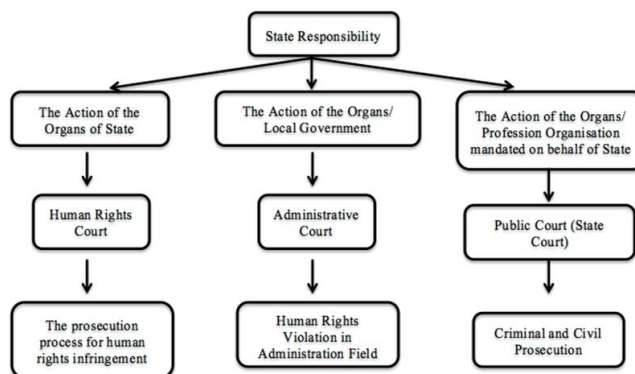 State Responsibility
The Action of the
Organs of State
The Action of the Organs/
Local Government
The Action of the Organs/
Profession Organisation
mandated on behalf of State
Human Rights
Court
Administrative
Court
Public Court (State
Court)
The prosecution
process for human
rights infringement
Human Rights
Violation in
Administration Field
Criminal and Civil
Prosecution